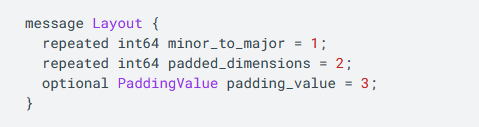 message Layout {
  repeated int64 minor_to_major = 1;
  repeated int64 padded_dimensions = 2;
  optional PaddingValue padding_value = 3;
}